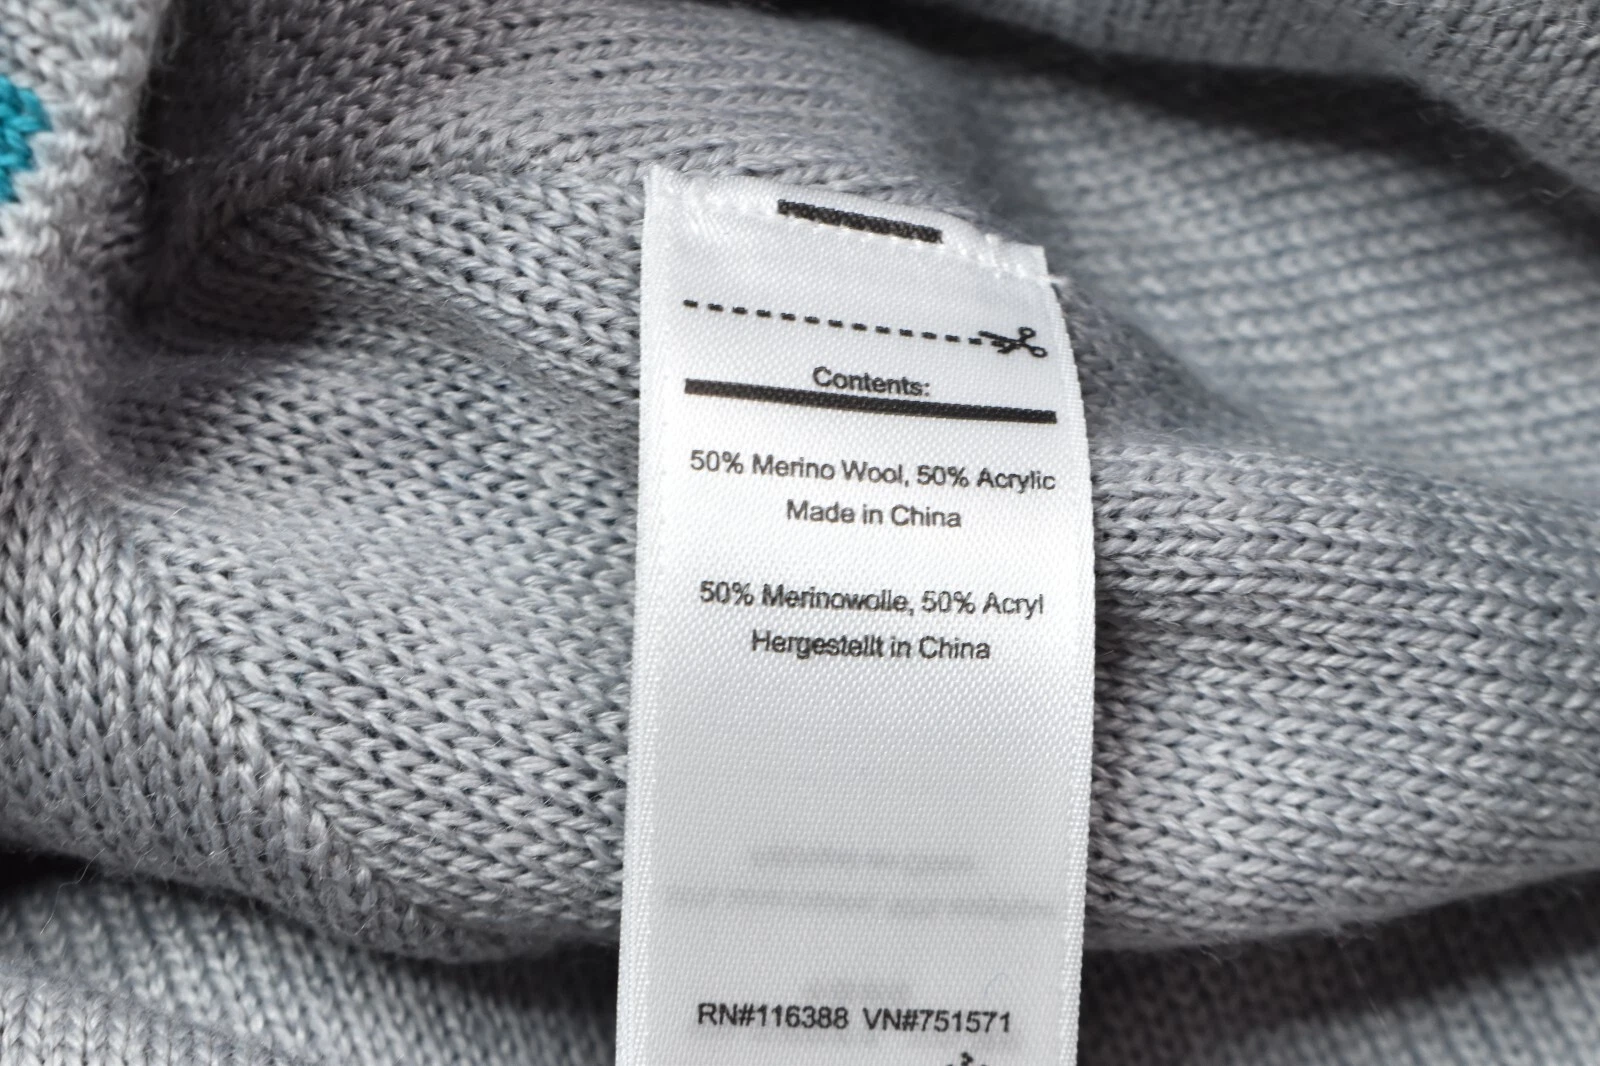 Contents:
50% Merino Wool, 50% Acrylic
Made in China
50% Merinowolle, 50% Acryl
Hergestellt in China
RN#116388 VN#751571